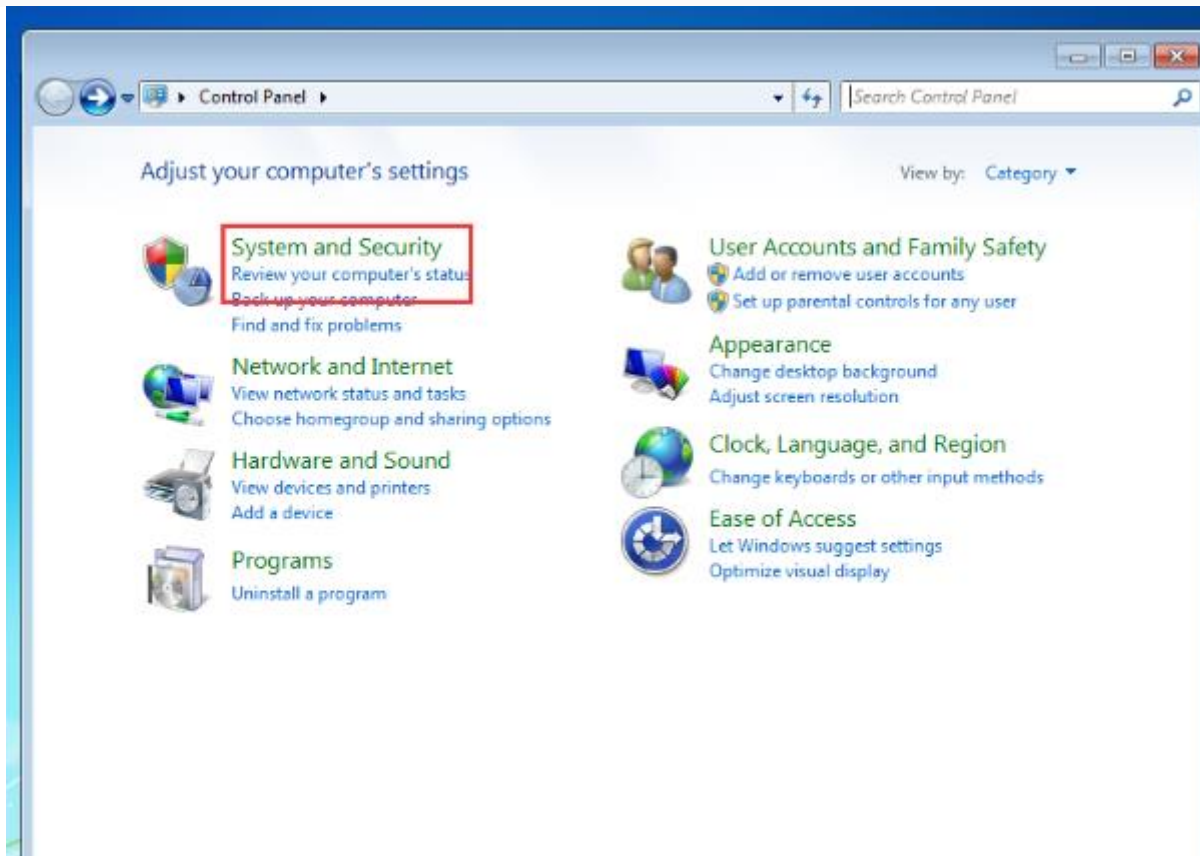 Control Panel
Search Control Panel
Adjust your computer's settings
View by: Category
System and Security
Review your computer's status
Back up your computer
Find and fix problems
Network and Internet
View network status and tasks
Choose homegroup and sharing options
Hardware and Sound
View devices and printers
Add a device
Programs
Uninstall a program
User Accounts and Family Safety
Add or remove user accounts
Set up parental controls for any user
Appearance
Change desktop background
Adjust screen resolution
Clock, Language, and Region
Change keyboards or other input methods
Ease of Access
Let Windows suggest settings
Optimize visual display